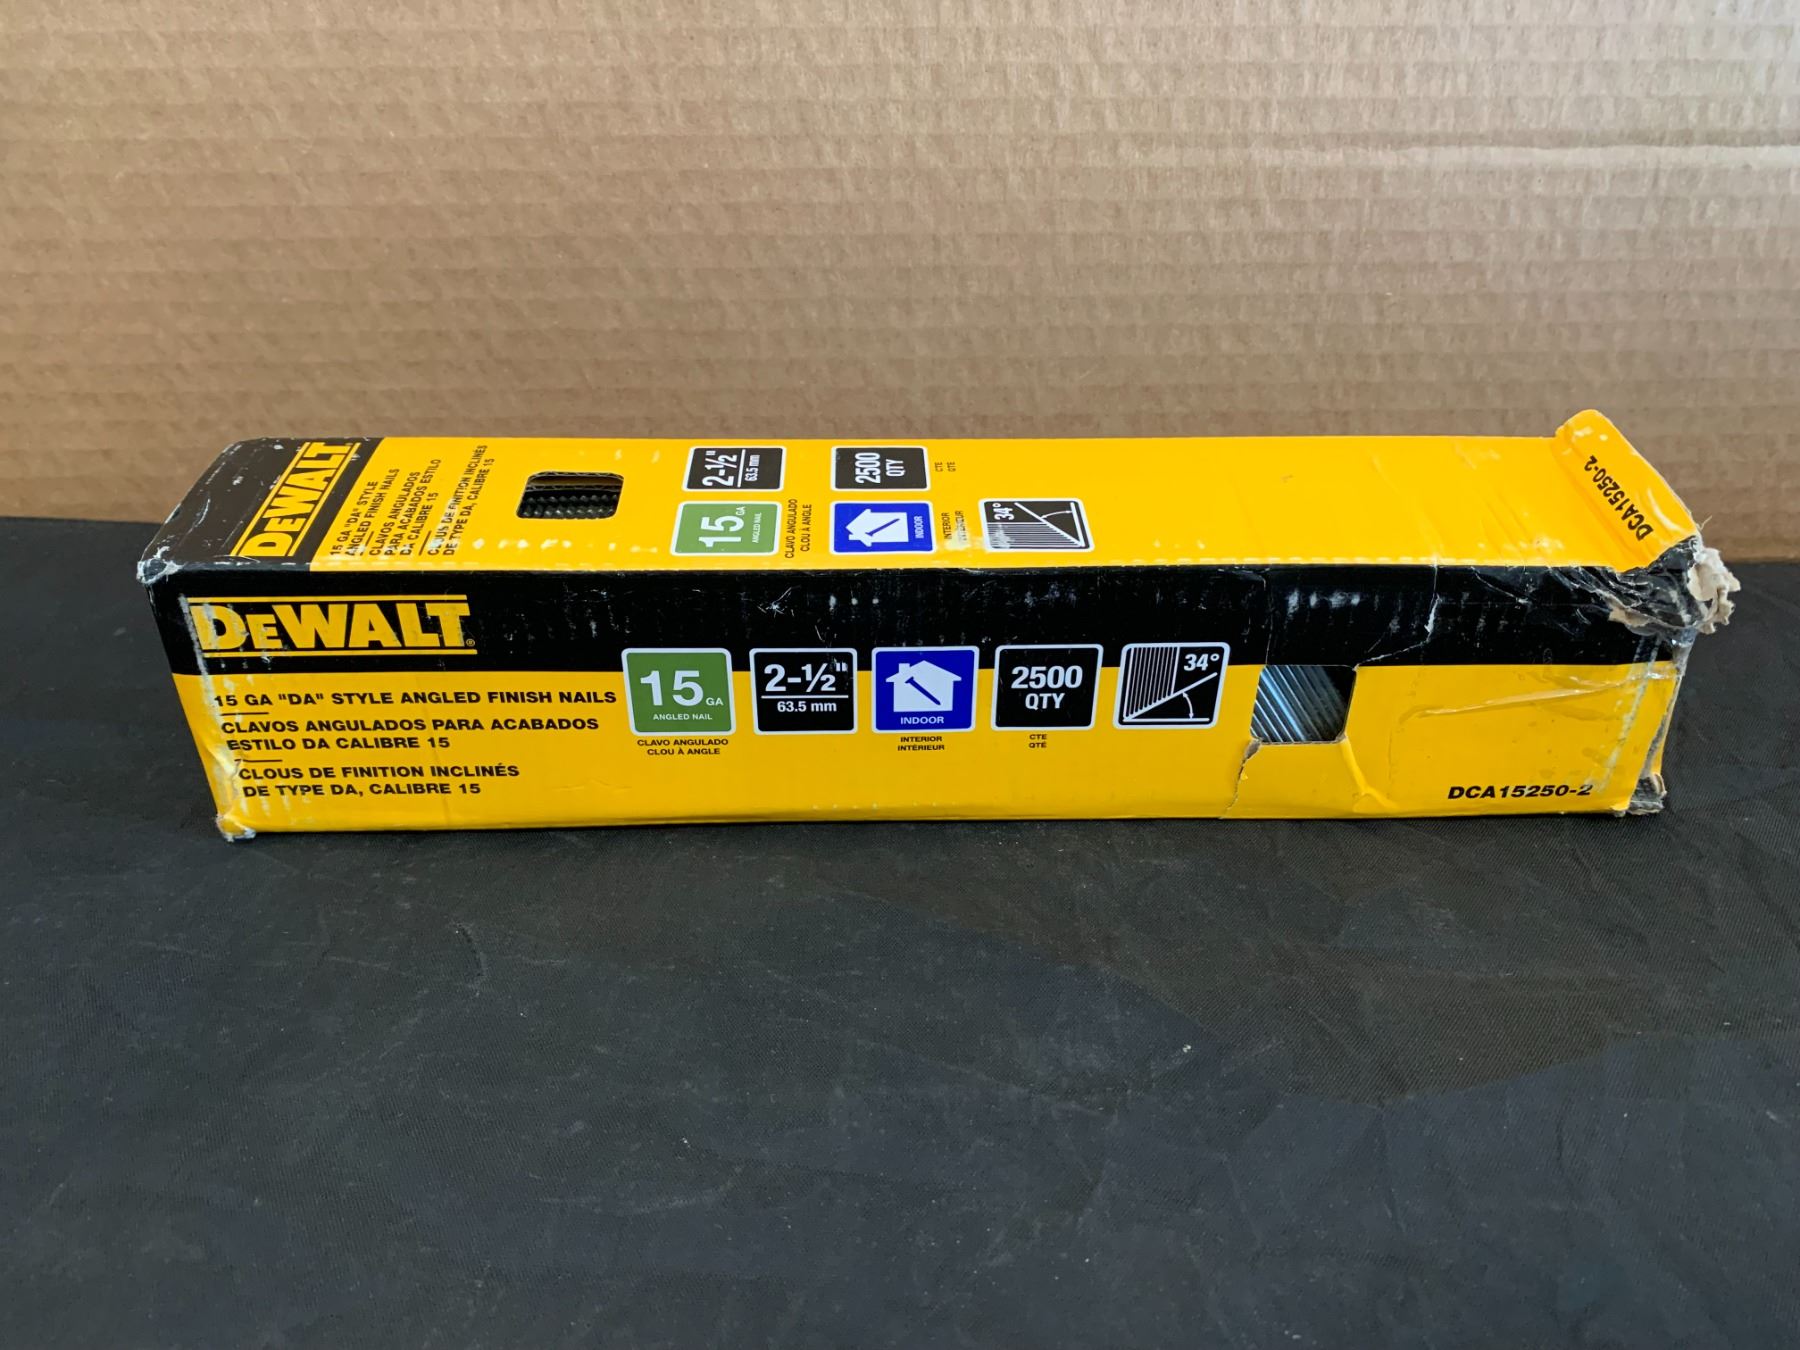 DEWALT
15 GA "DA" STYLE
ANGLED FINISH NAILS
CLAVOS ANGULADOS
PARA ACABADOS ESTILO
DA CALIBRE 15
CLOUS DE FINITION INCLINÉS
DE TYPE DA, CALIBRE 15
2-½"
63.5 mm
15 GA
ANGLED NAIL
CLAVO ANGULADO
CLOU À ANGLE
2500
QTY
CTE
QTÉ
INDOOR
INTERIOR
INTÉRIEUR
34°
DCA15250-2
DEWALT®
15 GA "DA" STYLE ANGLED FINISH NAILS
CLAVOS ANGULADOS PARA ACABADOS
ESTILO DA CALIBRE 15
CLOUS DE FINITION INCLINÉS
DE TYPE DA, CALIBRE 15
15 GA
ANGLED NAIL
CLAVO ANGULADO
CLOU À ANGLE
2-½"
63.5 mm
INDOOR
INTERIOR
INTÉRIEUR
2500
QTY
CTE
QTÉ
34°
DCA15250-2